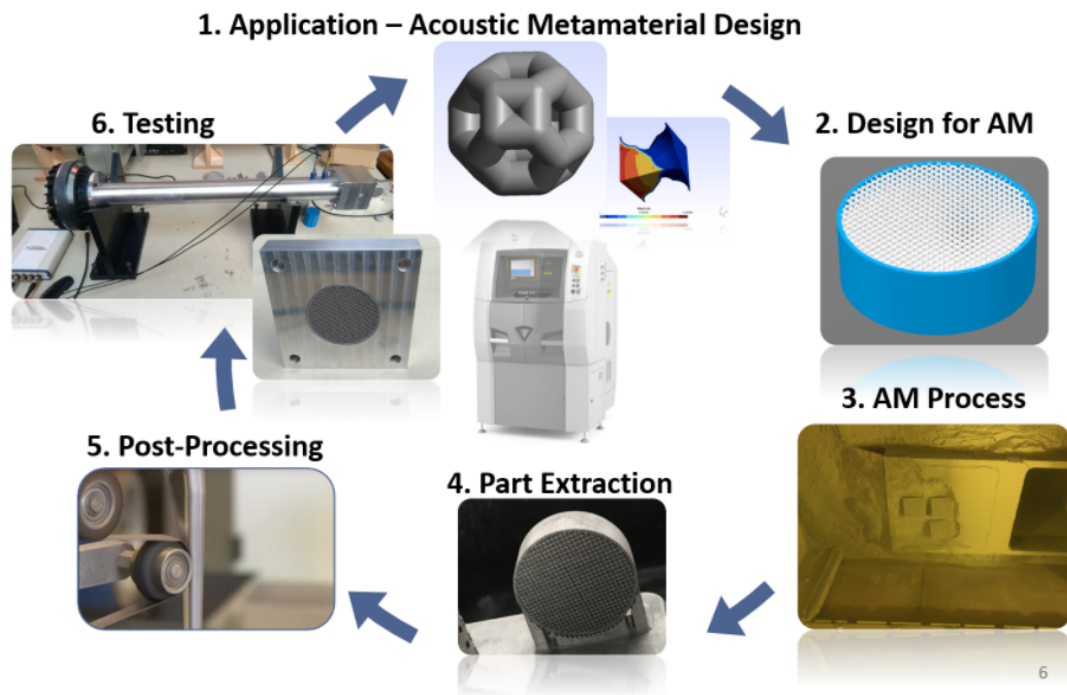 1. Application – Acoustic Metamaterial Design
6. Testing
2. Design for AM
3. AM Process
5. Post-Processing
4. Part Extraction
6